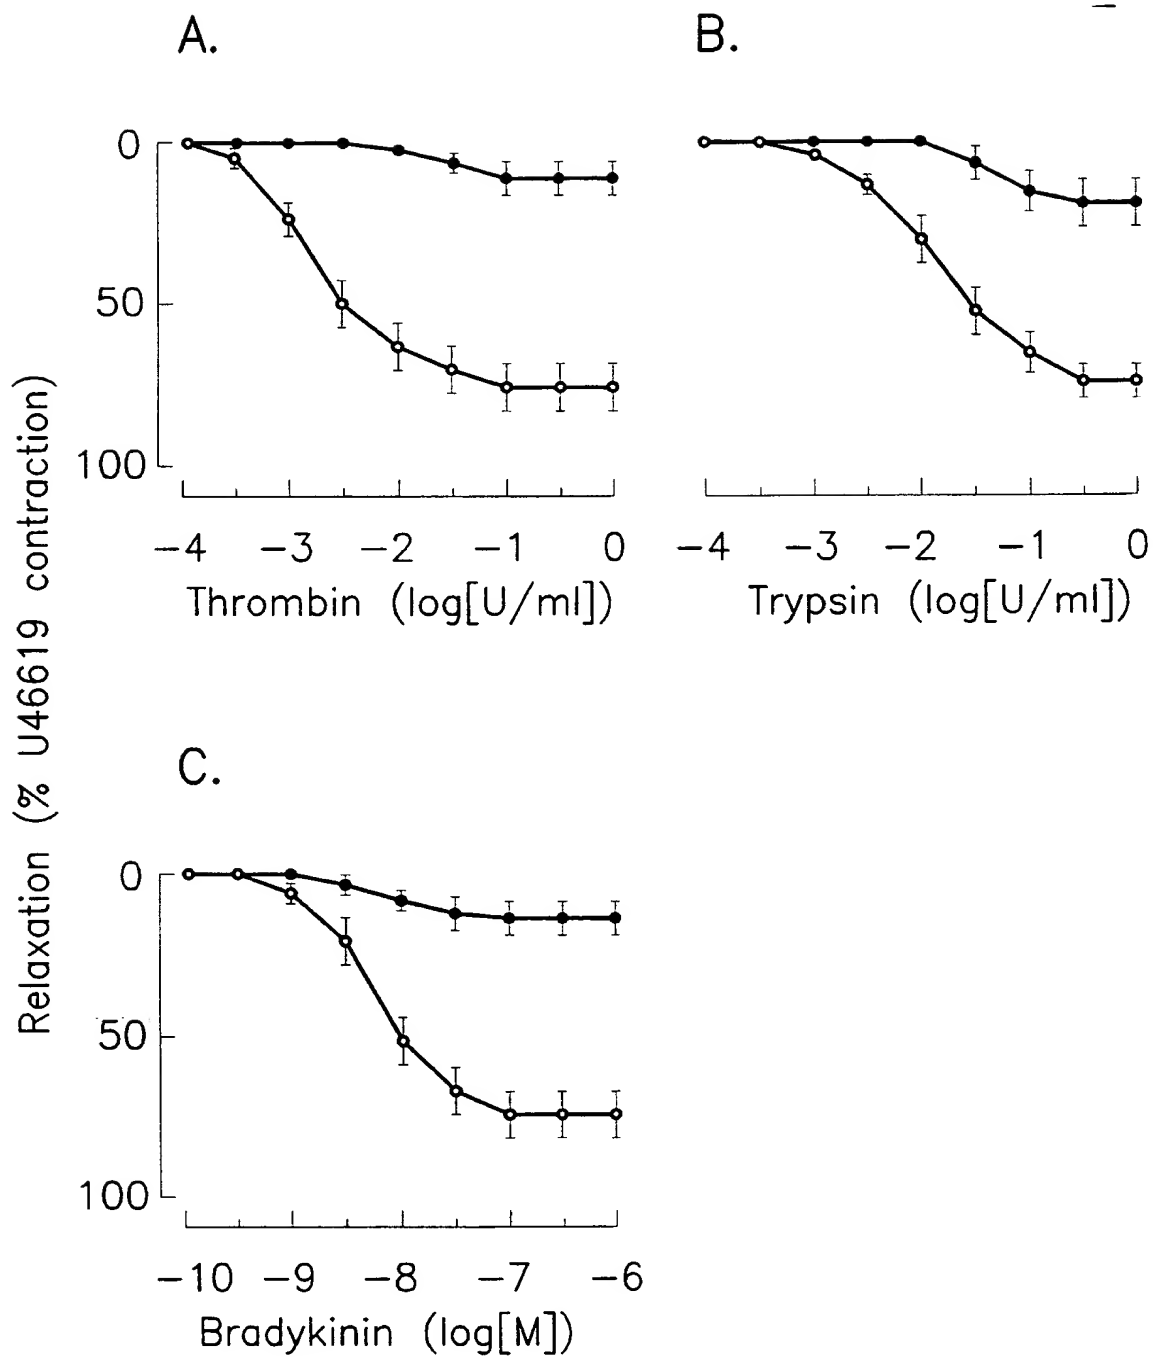 A.
B.
0
50
100
−4 −3 −2 −1 0
Thrombin (log[U/ml])
−4 −3 −2 −1 0
Trypsin (log[U/ml])
Relaxation (% U46619 contraction)
C.
0
50
100
−10 −9 −8 −7 −6
Bradykinin (log[M])